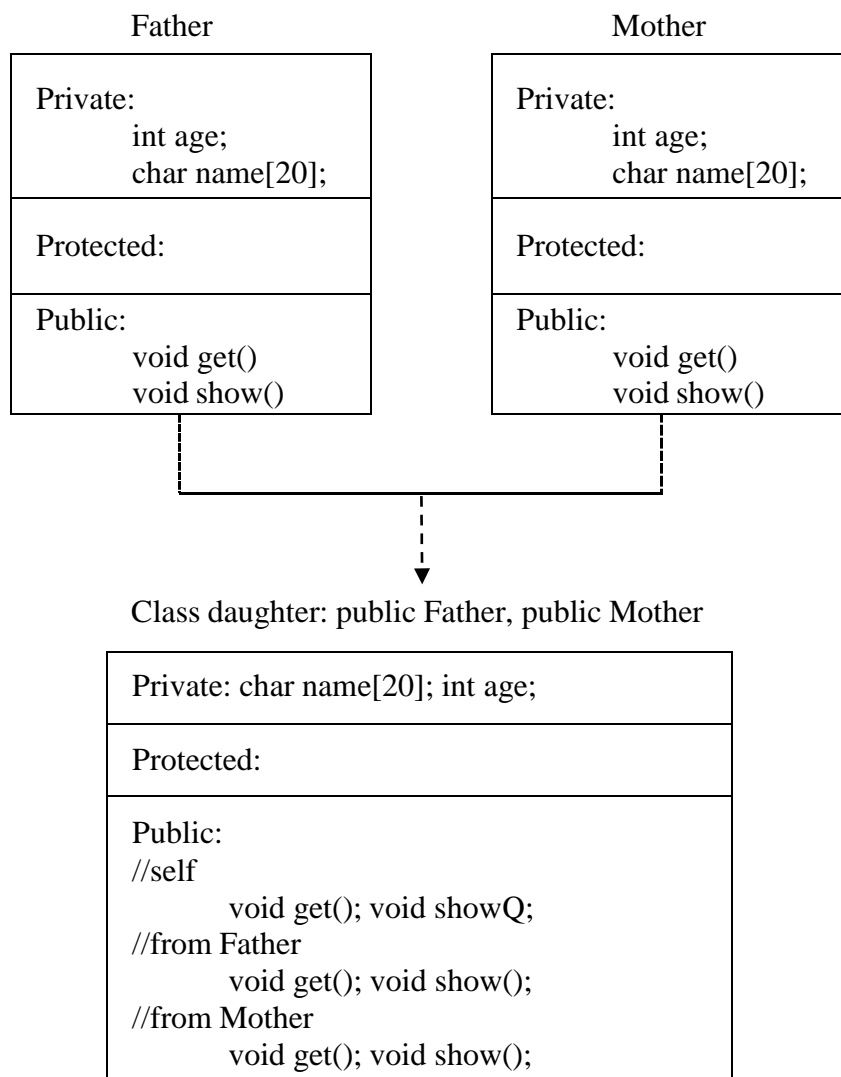 Father
Private:
int age;
char name[20];
Protected:
Public:
void get()
void show()
Mother
Private:
int age;
char name[20];
Protected:
Public:
void get()
void show()
Class daughter: public Father, public Mother
Private: char name[20]; int age;
Protected:
Public:
//self
void get(); void showQ;
//from Father
void get(); void show();
//from Mother
void get(); void show();